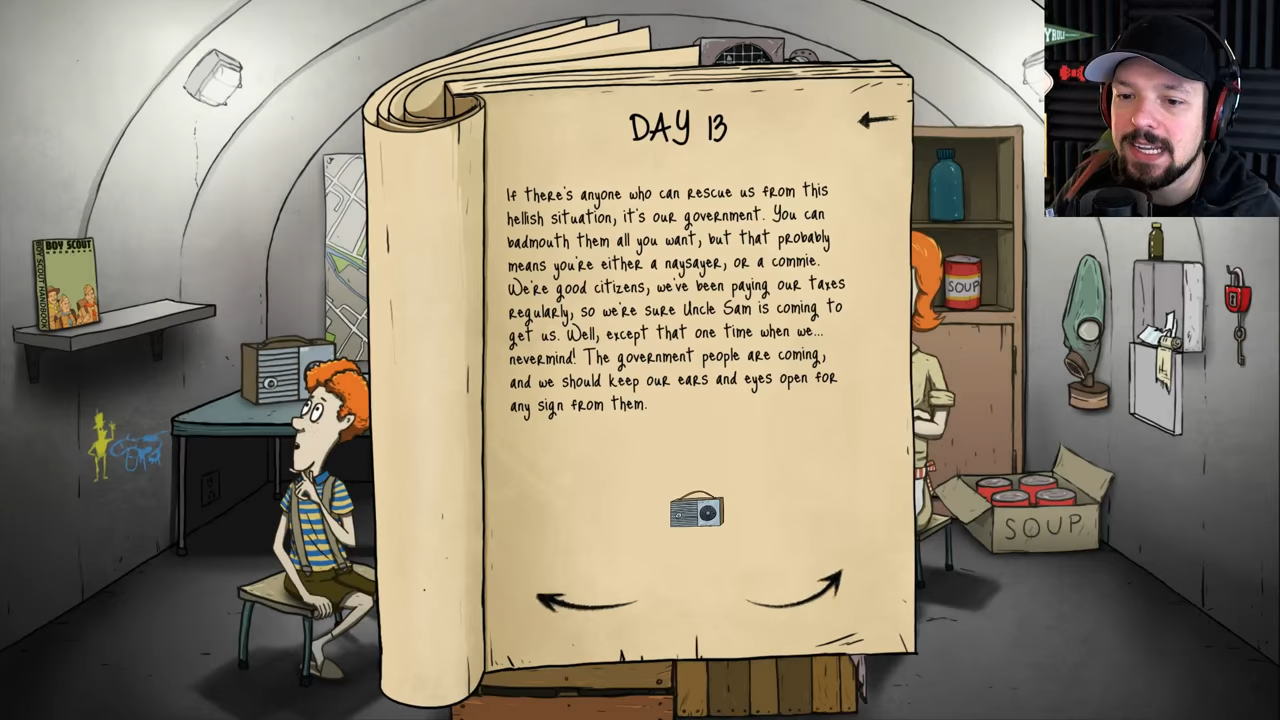 DAY 13
If there's anyone who can rescue us from this
hellish situation, it's our government. You can
badmouth them all you want, but that probably
means you're either a naysayer, or a commie.
We're good citizens, we've been paying our taxes
regularly, so we're sure Uncle Sam is coming to
get us. Well, except that one time when we...
nevermind! The government people are coming,
and we should keep our ears and eyes open for
any sign from them.
BOY SCOUT
BOY SCOUT HANDBOOK
SOUP
SOUP